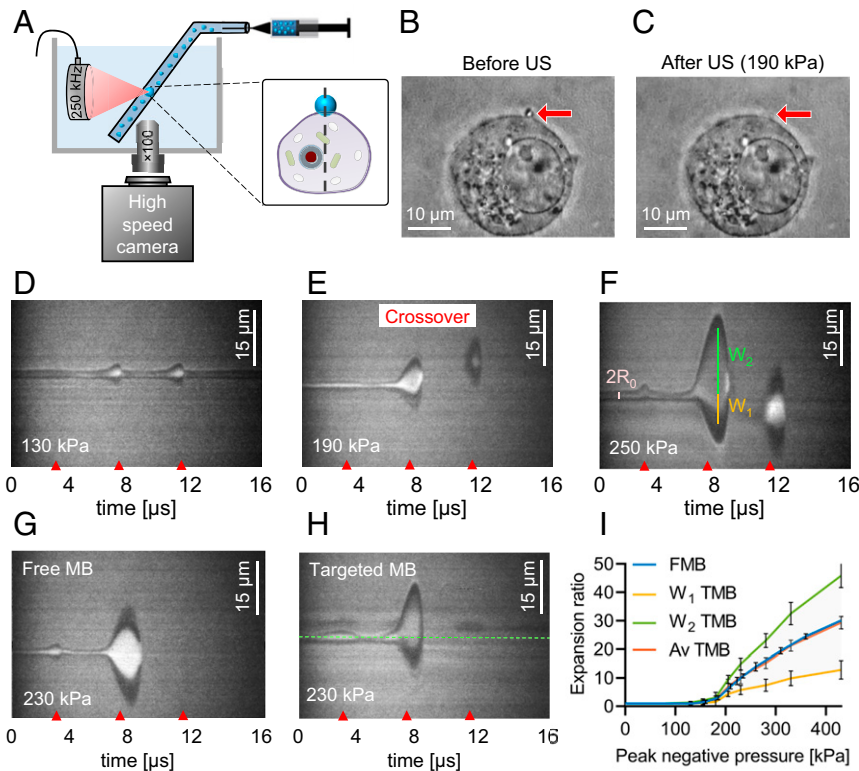 A
250 kHz
×100
High
speed
camera
B
Before US
10 µm
C
After US (190 kPa)
10 µm
D
15 µm
130 kPa
0 4 8 12 16
time [µs]
E
Crossover
15 µm
190 kPa
0 4 8 12 16
time [µs]
F
15 µm
2R0
W2
W1
250 kPa
0 4 8 12 16
time [µs]
G
Free MB
15 µm
230 kPa
0 4 8 12 16
time [µs]
H
Targeted MB
15 µm
230 kPa
0 4 8 12 16
time [µs]
I
Expansion ratio
50
40
30
20
10
0
FMB
W1 TMB
W2 TMB
Av TMB
0 100 200 300 400
Peak negative pressure [kPa]